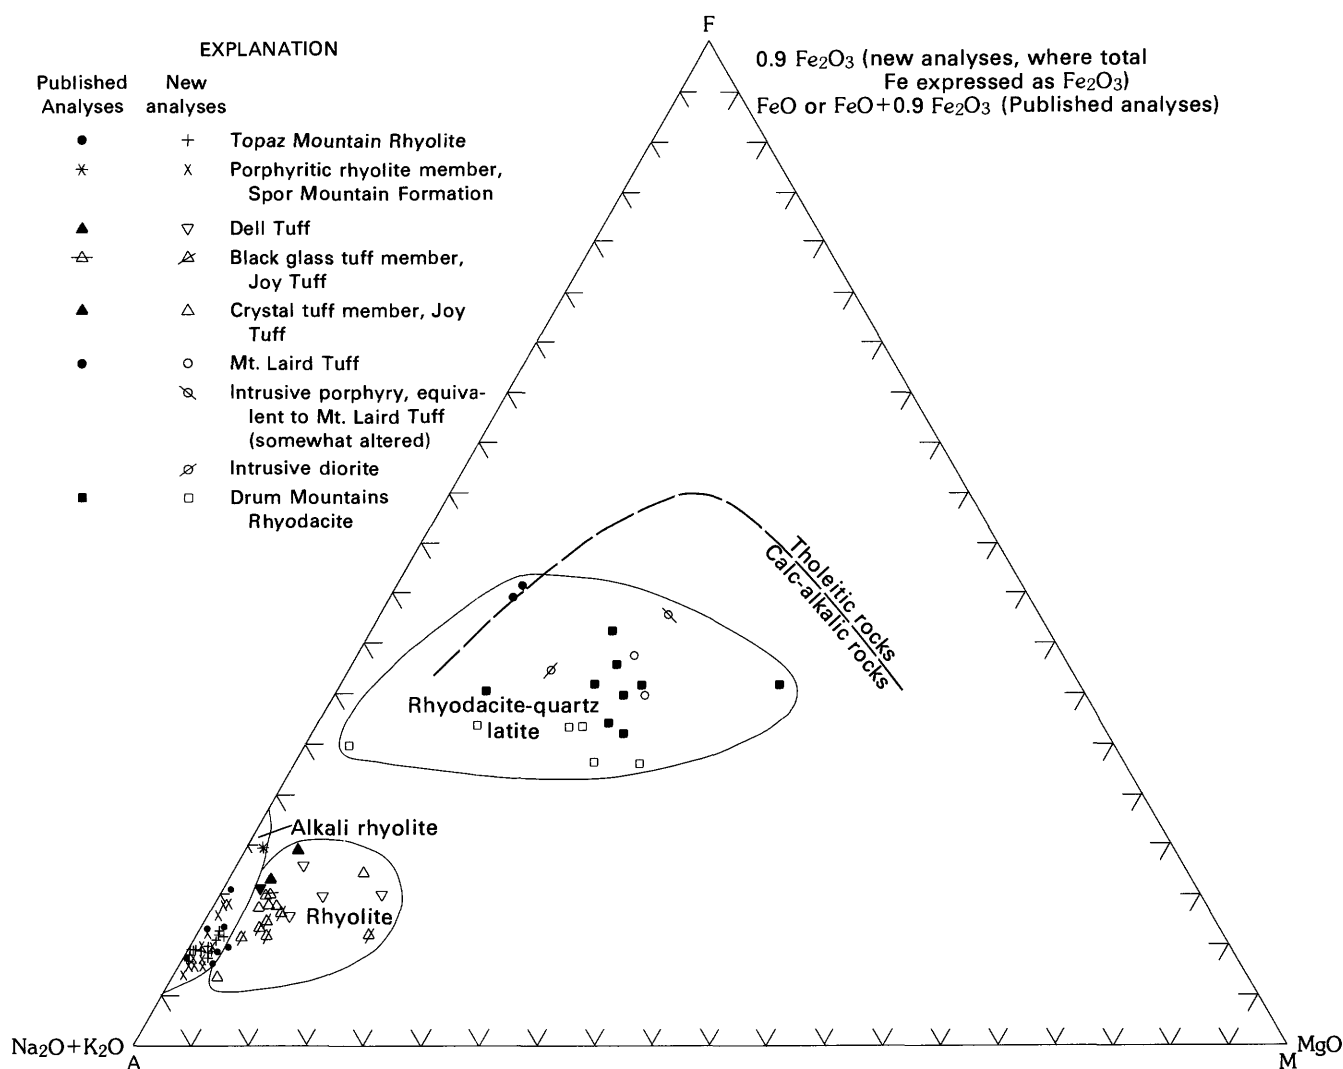 EXPLANATION
Published
Analyses
New
analyses
Topaz Mountain Rhyolite
Porphyritic rhyolite member,
Spor Mountain Formation
Dell Tuff
Black glass tuff member,
Joy Tuff
Crystal tuff member, Joy
Tuff
Mt. Laird Tuff
Intrusive porphyry, equiva-
lent to Mt. Laird Tuff
(somewhat altered)
Intrusive diorite
Drum Mountains
Rhyodacite
F
0.9 Fe₂O₃ (new analyses, where total
Fe expressed as Fe₂O₃)
FeO or FeO+0.9 Fe₂O₃ (Published analyses)
Tholeitic rocks
Calc-alkalic rocks
Rhyodacite-quartz
latite
Alkali rhyolite
Rhyolite
Na₂O+K₂O
A
MgO
M